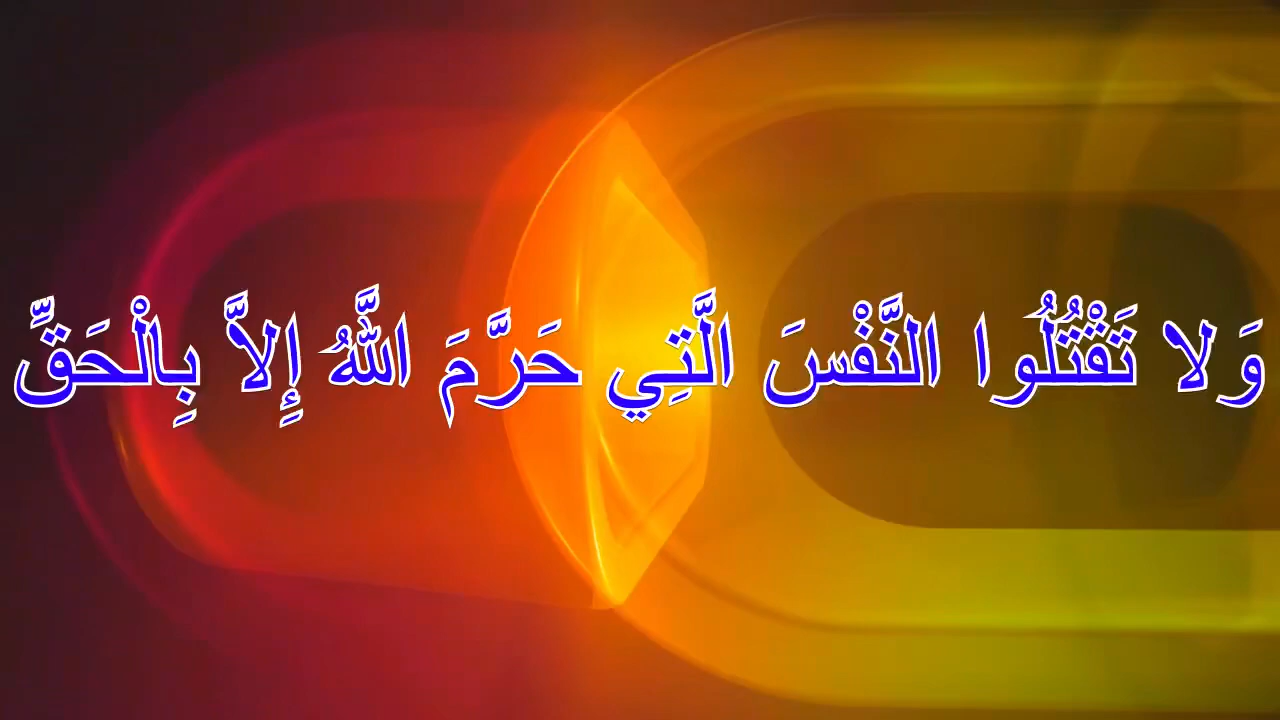 وَلا تَقْتُلُوا النَّفْسَ الَّتِي حَرَّمَ اللَّهُ إِلاَّ بِالْحَقِّ